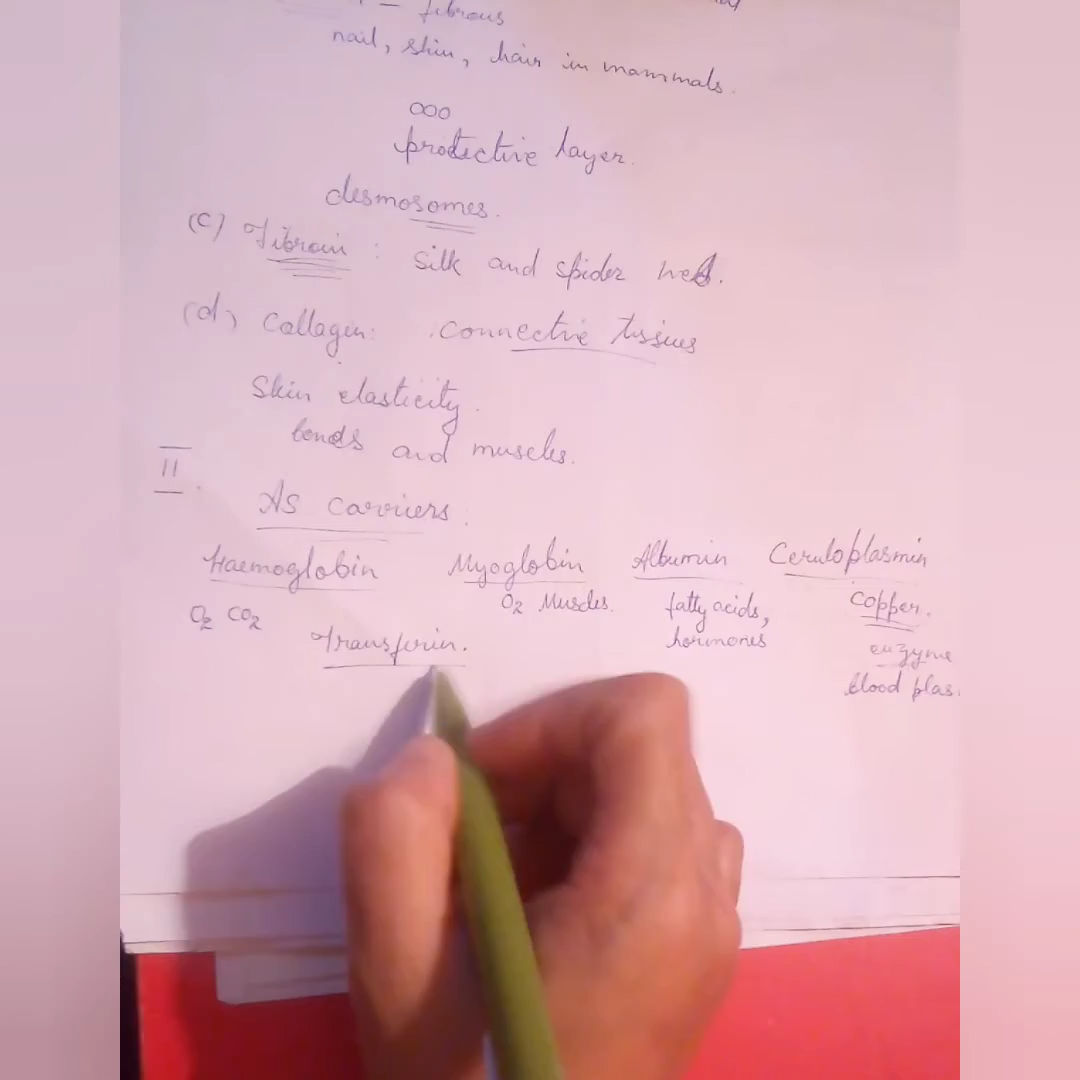 - fibrous
nail, skin, hair in mammals.
protective layer.
desmosomes.
(c) Fibroin : silk and spider web.
(d) Collagen: connective tissues
Skin elasticity.
bonds and muscles.
II.
As carriers.
Haemoglobin Myoglobin Albumin Ceruloplasmin
O2 CO2 O2 Muscles. fatty acids, copper.
hormones enzyme
Transferin. blood plas